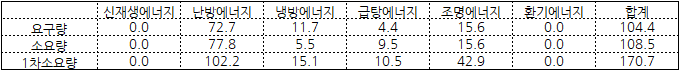 신재생에너지 난방에너지 냉방에너지 급탕에너지 조명에너지 환기에너지 합계
요구량 0.0 72.7 11.7 4.4 15.6 0.0 104.4
소요량 0.0 77.8 5.5 9.5 15.6 0.0 108.5
1차소요량 0.0 102.2 15.1 10.5 42.9 0.0 170.7